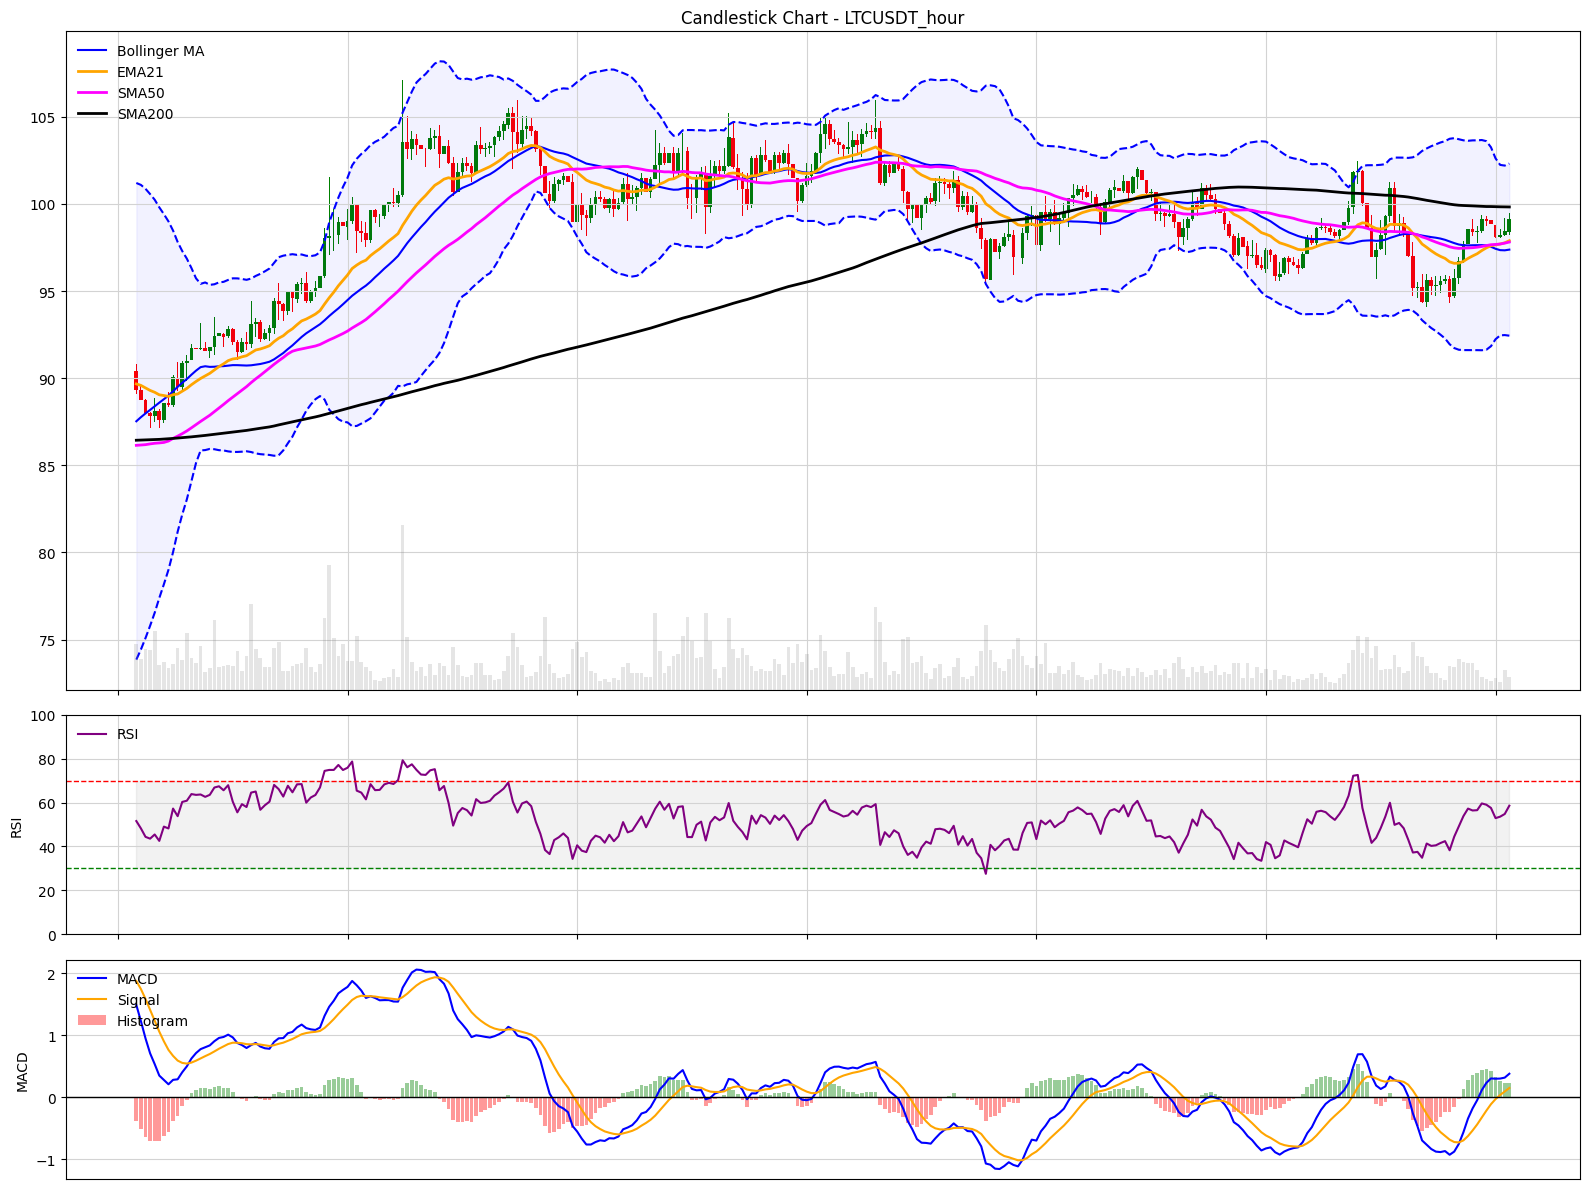 Candlestick Chart - LTCUSDT_hour
Bollinger MA
EMA21
SMA50
SMA200
105
100
95
90
85
80
75
RSI
100
80
60
40
20
0
RSI
MACD
Signal
Histogram
2
1
0
−1
MACD